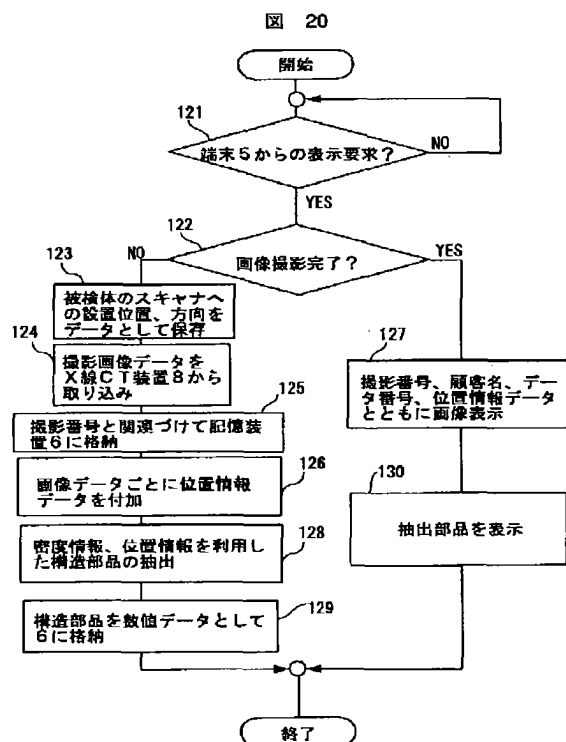 図 20
開始
121
端末5からの表示要求?
NO
YES
122
画像撮影完了?
NO
YES
123
被検体のスキャナへ
の設置位置、方向を
データとして保存
124
撮影画像データを
X線CT装置8から
取り込み
125
撮影番号と関連づけて記憶装
置6に格納
126
画像データごとに位置情報
データを付加
128
密度情報、位置情報を利用し
た構造部品の抽出
129
構造部品を数値データとして
6に格納
127
撮影番号、顧客名、デー
タ番号、位置情報データ
とともに画像表示
130
抽出部品を表示
終了